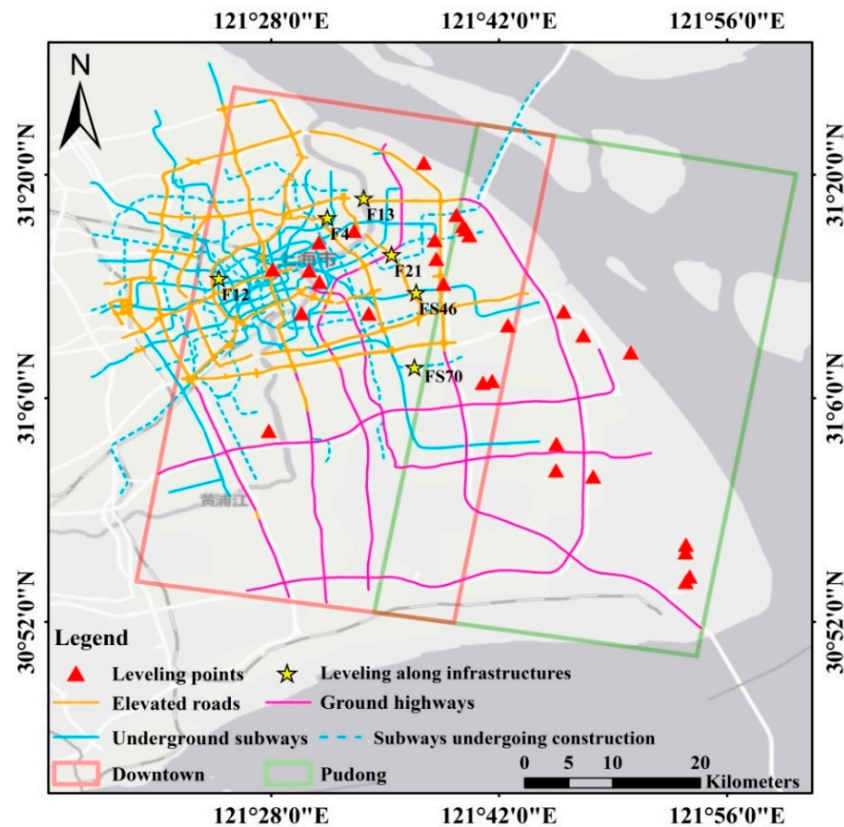 121°28'0"E 121°42'0"E 121°56'0"E
N
31°20'0"N 31°20'0"N
F13
F4
上海市
F21
F12
FS46
FS70
31°6'0"N 31°6'0"N
黄浦江
30°52'0"N 30°52'0"N
Legend
Leveling points Leveling along infrastructures
Elevated roads Ground highways
Underground subways Subways undergoing construction
Downtown Pudong
0 5 10 20
Kilometers
121°28'0"E 121°42'0"E 121°56'0"E